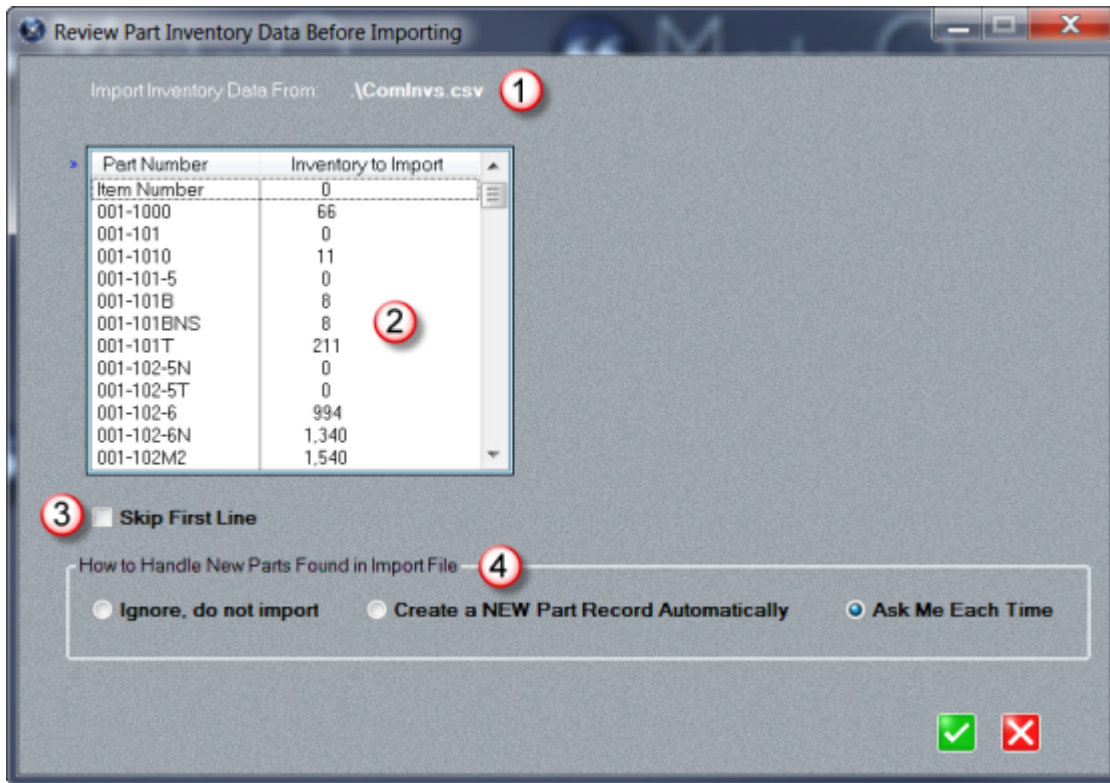 Review Part Inventory Data Before Importing
Import Inventory Data From: .\ComInvs.csv 1
Part Number Inventory to Import
Item Number 0
001-1000 66
001-101 0
001-1010 11
001-101-5 0
001-101B 8
001-101BNS 8
001-101T 211
001-102-5N 0
001-102-5T 0
001-102-6 994
001-102-6N 1,340
001-102M2 1,540
2
3 Skip First Line
How to Handle New Parts Found in Import File 4
Ignore, do not import Create a NEW Part Record Automatically Ask Me Each Time